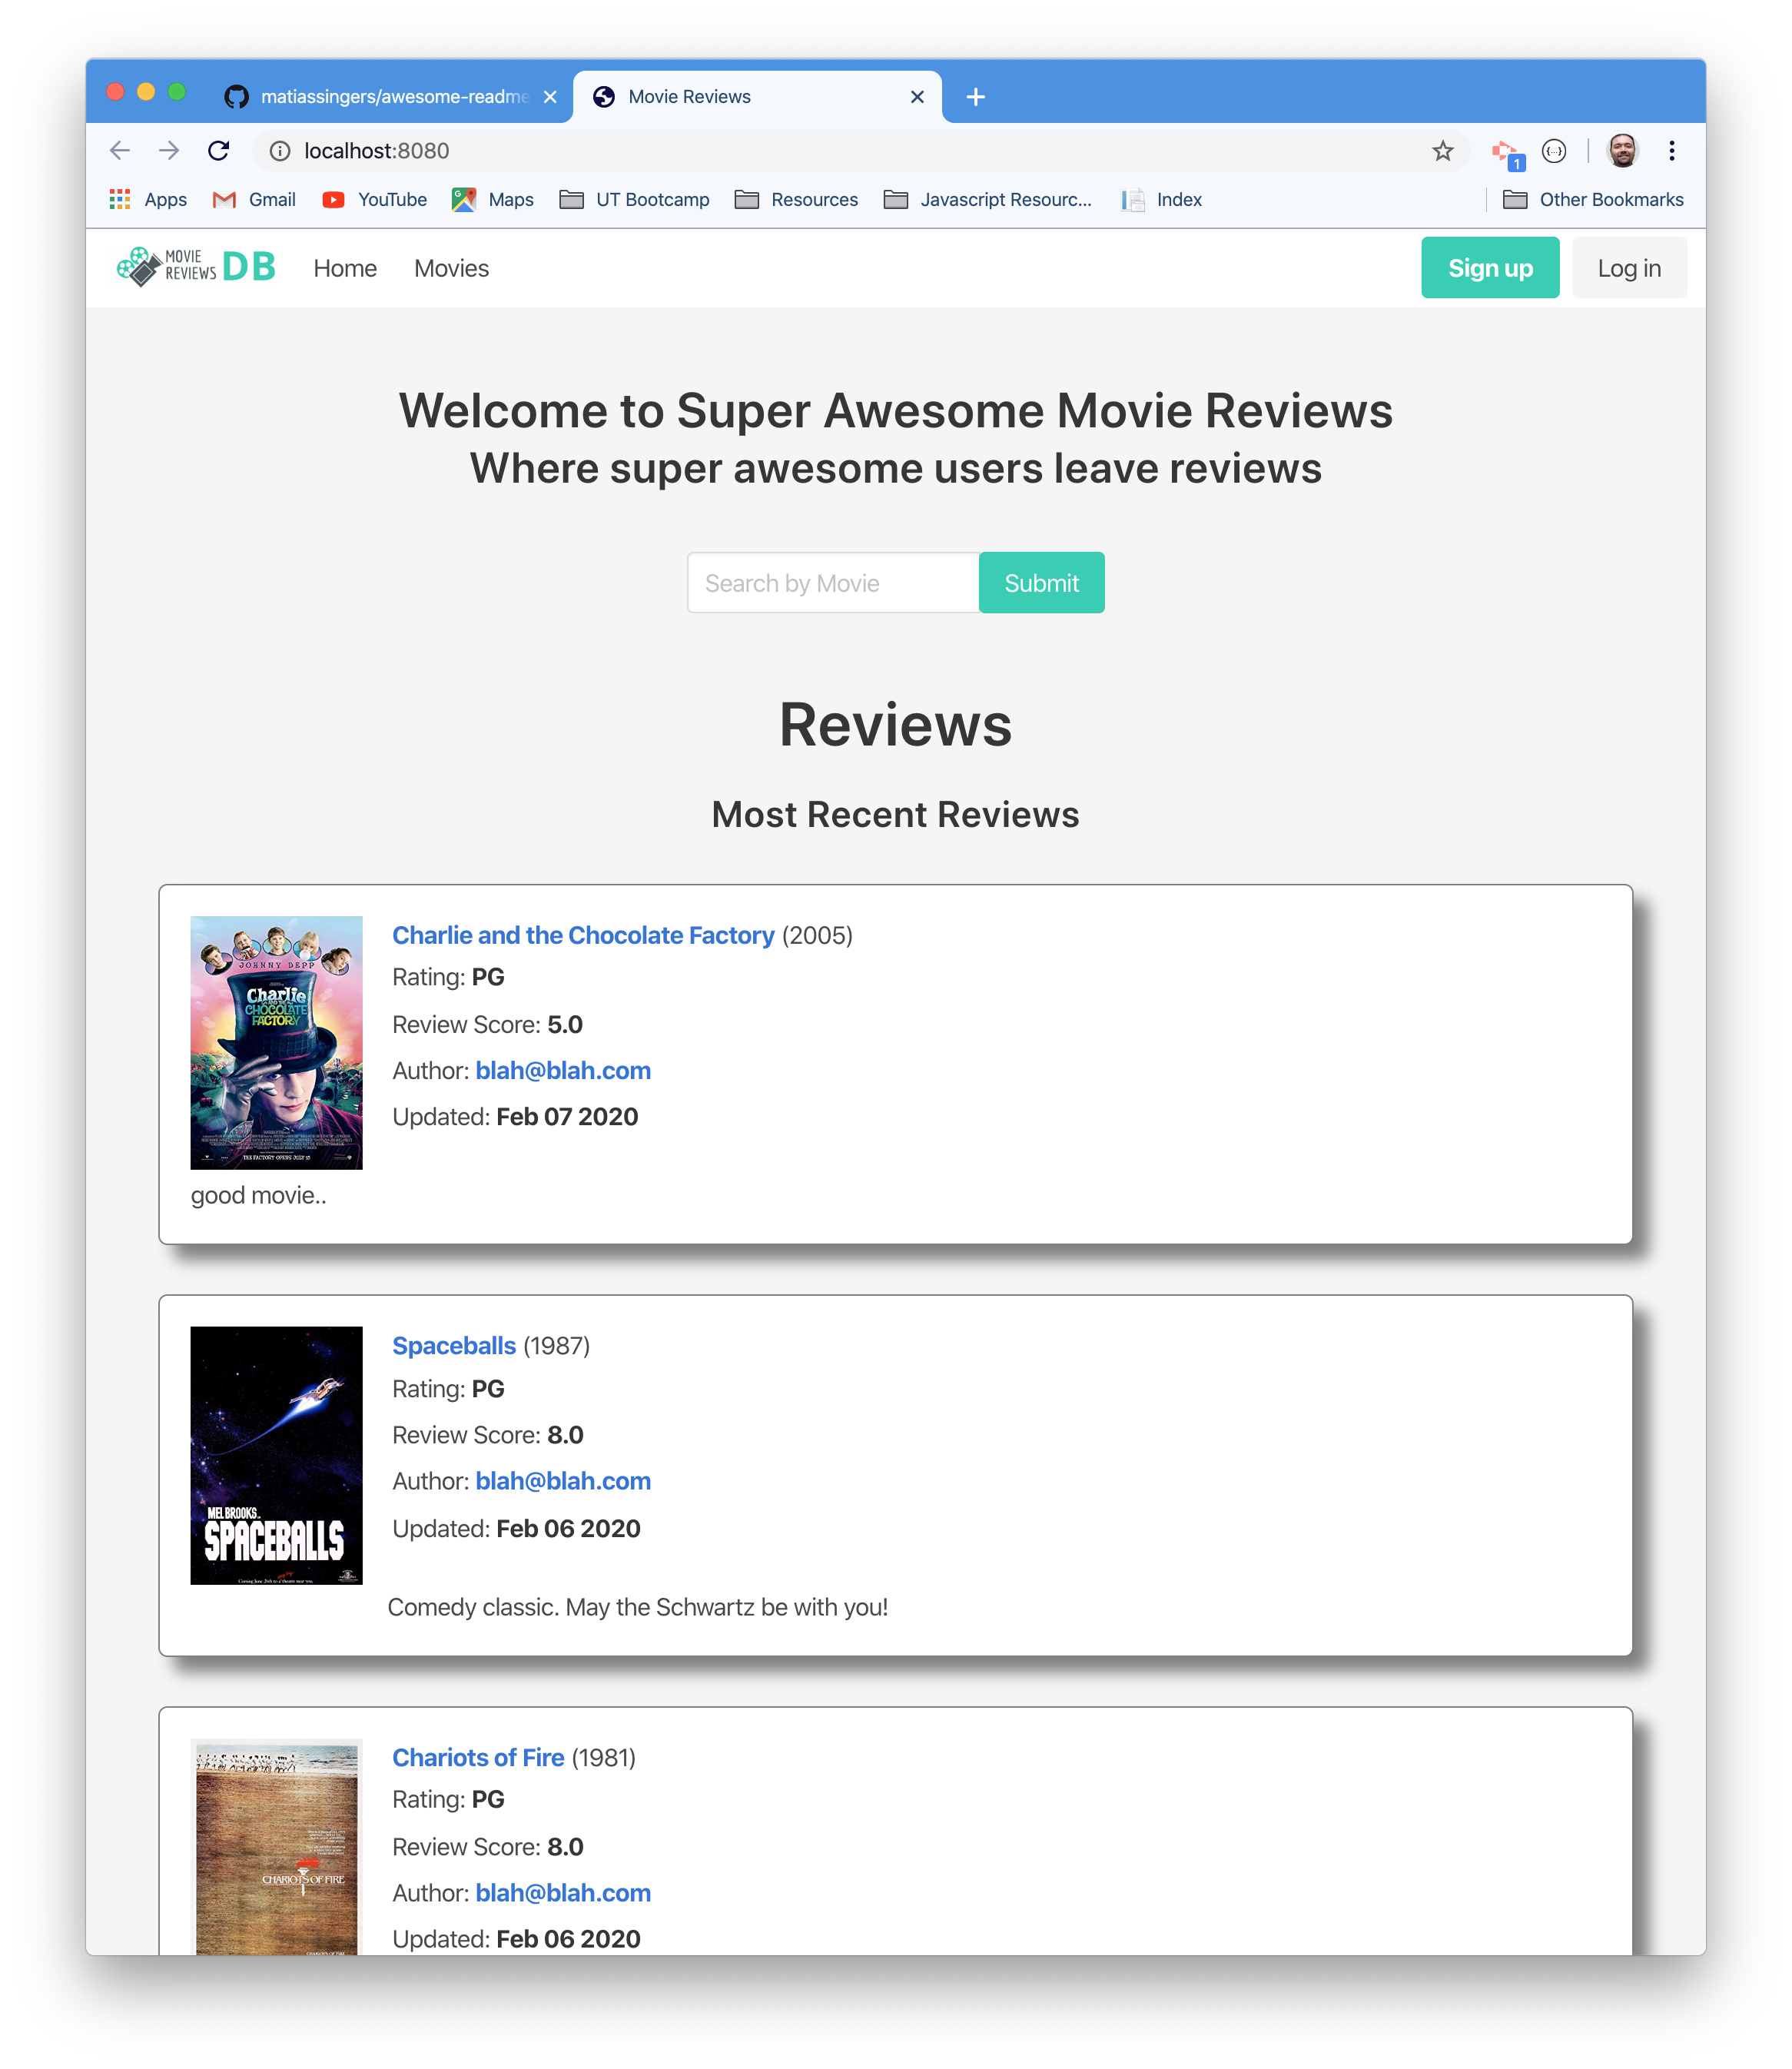 matiassingers/awesome-readme
Movie Reviews
localhost:8080
1
Apps
Gmail
YouTube
Maps
UT Bootcamp
Resources
Javascript Resourc...
Index
Other Bookmarks
MOVIE
REVIEWS
DB
Home
Movies
Sign up
Log in
Welcome to Super Awesome Movie Reviews
Where super awesome users leave reviews
Search by Movie
Submit
Reviews
Most Recent Reviews
JOHNNY DEPP
Charlie
AND THE
CHOCOLATE
FACTORY
THE FACTORY OPENS JULY 15
Charlie and the Chocolate Factory (2005)
Rating: PG
Review Score: 5.0
Author: blah@blah.com
Updated: Feb 07 2020
good movie..
MEL BROOKS
SPACEBALLS
Spaceballs (1987)
Rating: PG
Review Score: 8.0
Author: blah@blah.com
Updated: Feb 06 2020
Comedy classic. May the Schwartz be with you!
CHARIOTS OF FIRE
Chariots of Fire (1981)
Rating: PG
Review Score: 8.0
Author: blah@blah.com
Updated: Feb 06 2020